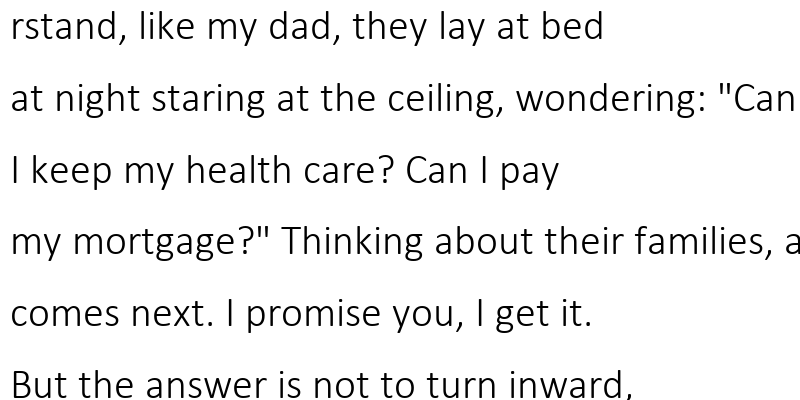 rstand, like my dad, they lay at bed
at night staring at the ceiling, wondering: "Can
I keep my health care? Can I pay
my mortgage?" Thinking about their families, a
comes next. I promise you, I get it.
But the answer is not to turn inward,